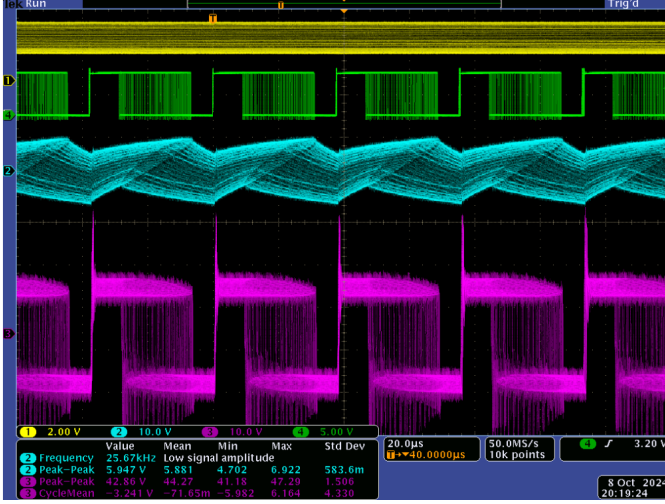 Tek Run Trig'd
T
T
1
4
2
3
1 2.00 V 2 10.0 V 3 10.0 V 4 5.00 V
Value Mean Min Max Std Dev
2 Frequency 25.67kHz Low signal amplitude
2 Peak-Peak 5.947 V 5.881 4.702 6.922 583.6m
3 Peak-Peak 42.86 V 44.27 41.18 47.29 1.506
3 CycleMean -3.241 V -71.65m -5.982 6.164 4.336
20.0µs
T→▼40.0000µs
50.0MS/s
10k points
4 ∫ 3.20 V
8 Oct 2024
20:19:24